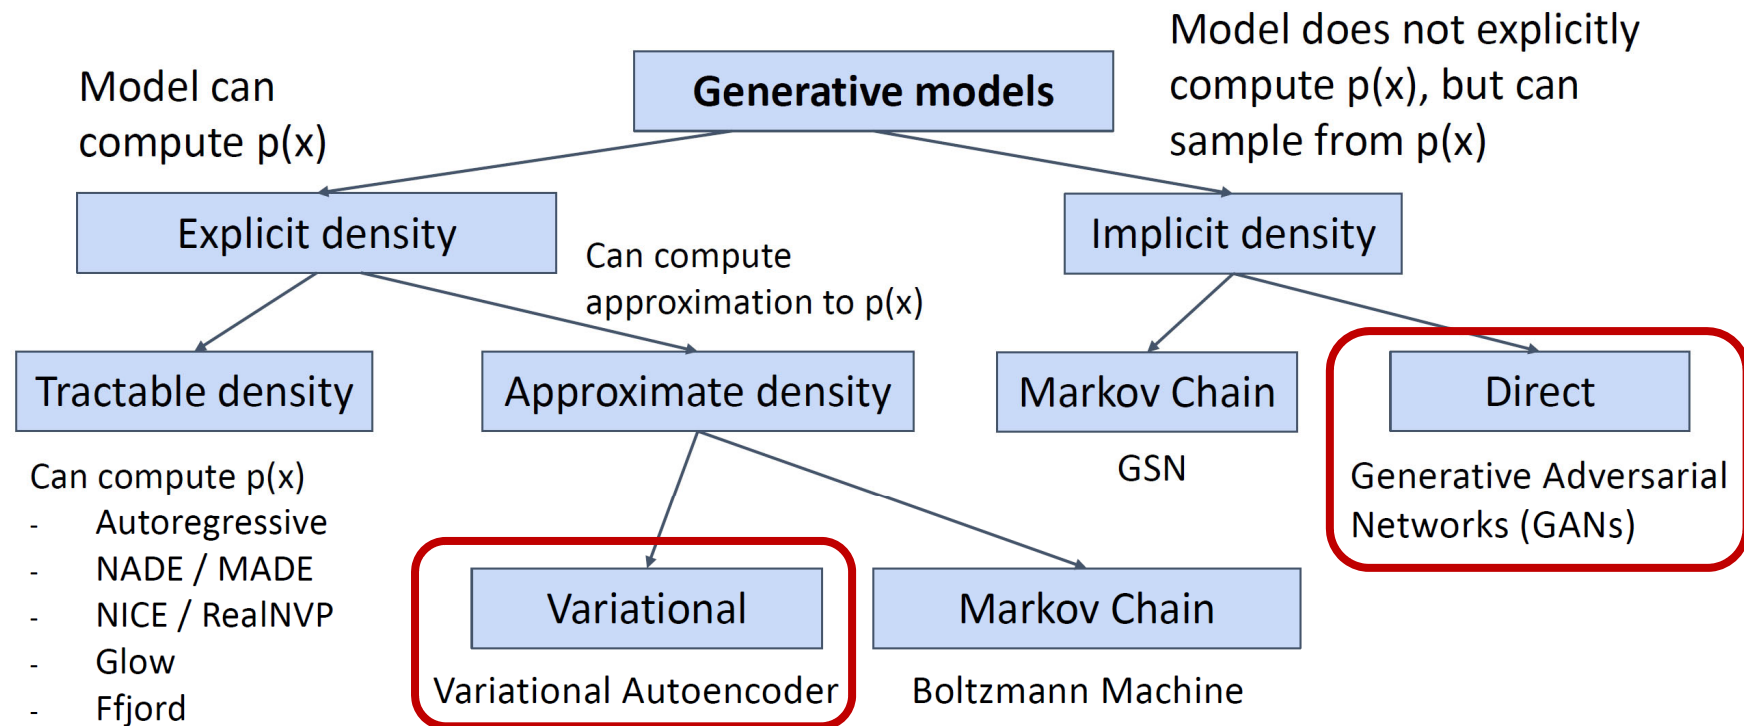 Generative models
Model can
compute p(x)
Model does not explicitly
compute p(x), but can
sample from p(x)
Explicit density
Implicit density
Can compute
approximation to p(x)
Tractable density
Approximate density
Markov Chain
Direct
GSN
Generative Adversarial
Networks (GANs)
Can compute p(x)
- Autoregressive
- NADE / MADE
- NICE / RealNVP
- Glow
- Ffjord
Variational
Markov Chain
Variational Autoencoder
Boltzmann Machine